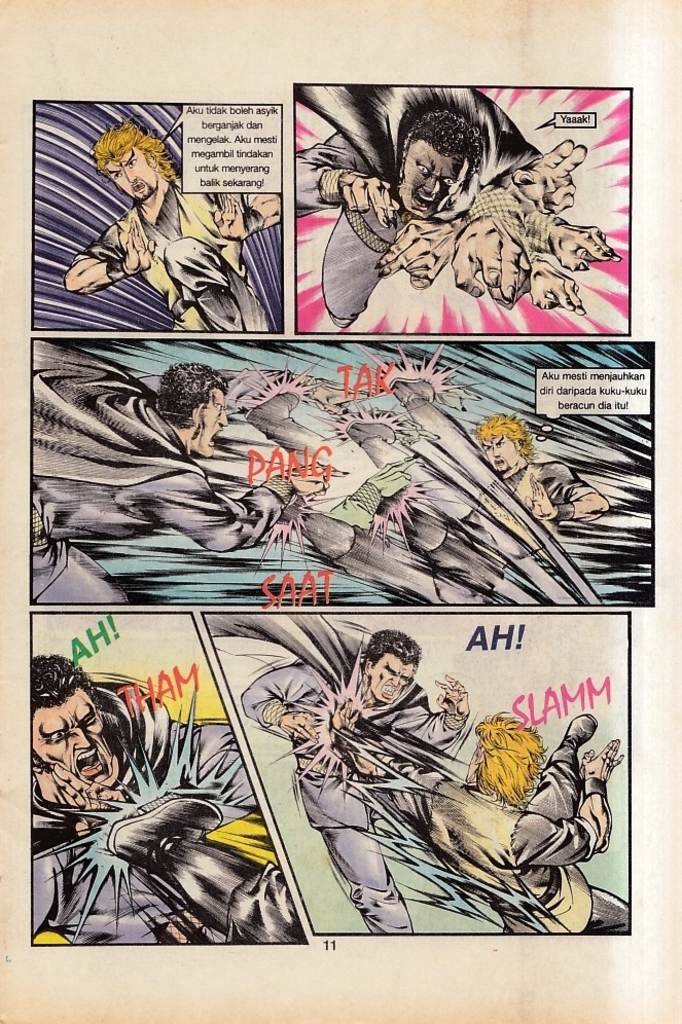 Aku tidak boleh asyik
berganjak dan
mengelak. Aku mesti
megambil tindakan
untuk menyerang
balik sekarang!
Yaaak!
TAK
PANG
SAAT
Aku mesti menjauhkan
diri daripada kuku-kuku
beracun dia itu!
AH!
THAM
AH!
SLAMM
11